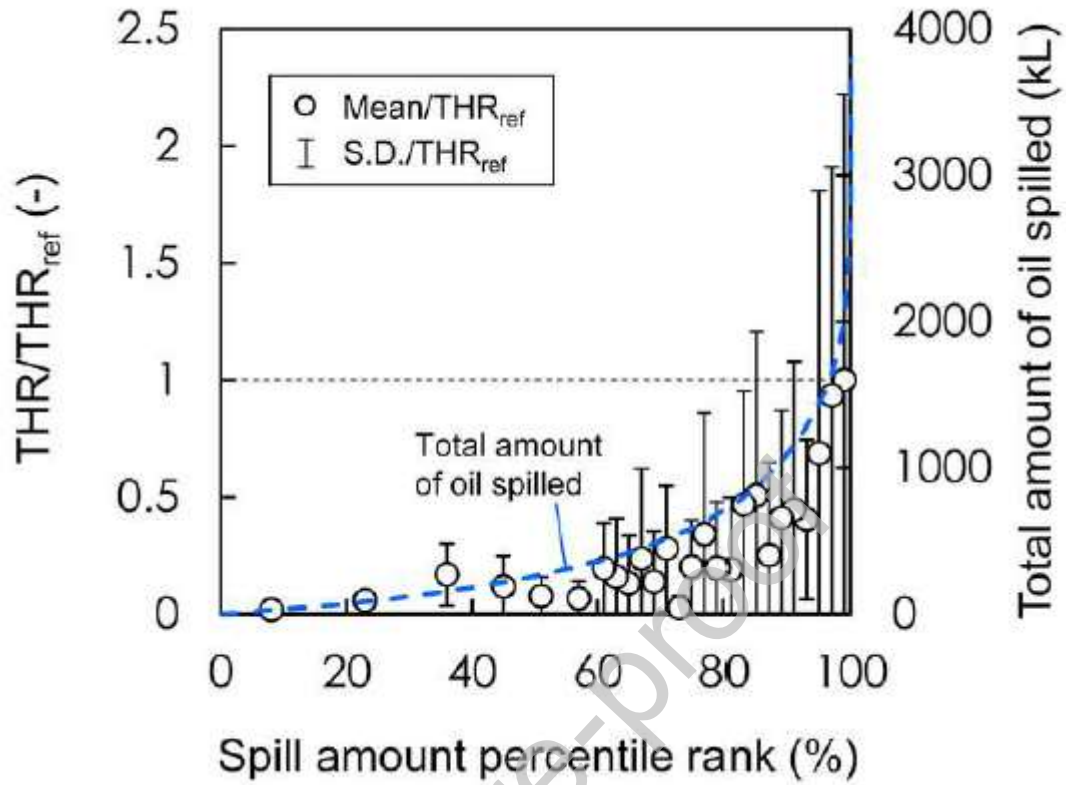 2.5
2
1.5
1
0.5
0
THR/THR_ref (-)
Mean/THR_ref
S.D./THR_ref
Total amount
of oil spilled
4000
3000
2000
1000
0
Total amount of oil spilled (kL)
0 20 40 60 80 100
Spill amount percentile rank (%)
re-proof